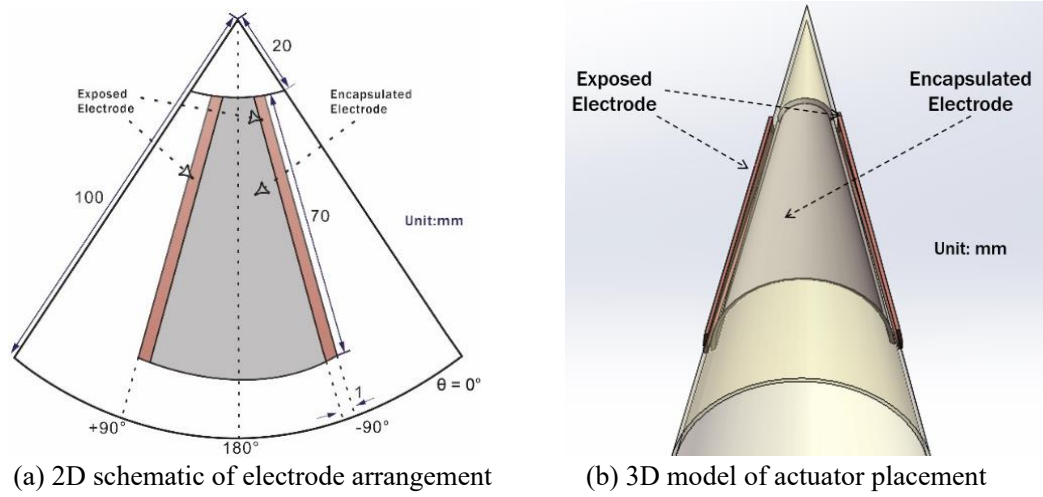 20
Exposed
Electrode
Encapsulated
Electrode
100
70
Unit:mm
1
θ = 0°
+90°
-90°
180°
(a) 2D schematic of electrode arrangement
Exposed
Electrode
Encapsulated
Electrode
Unit: mm
(b) 3D model of actuator placement